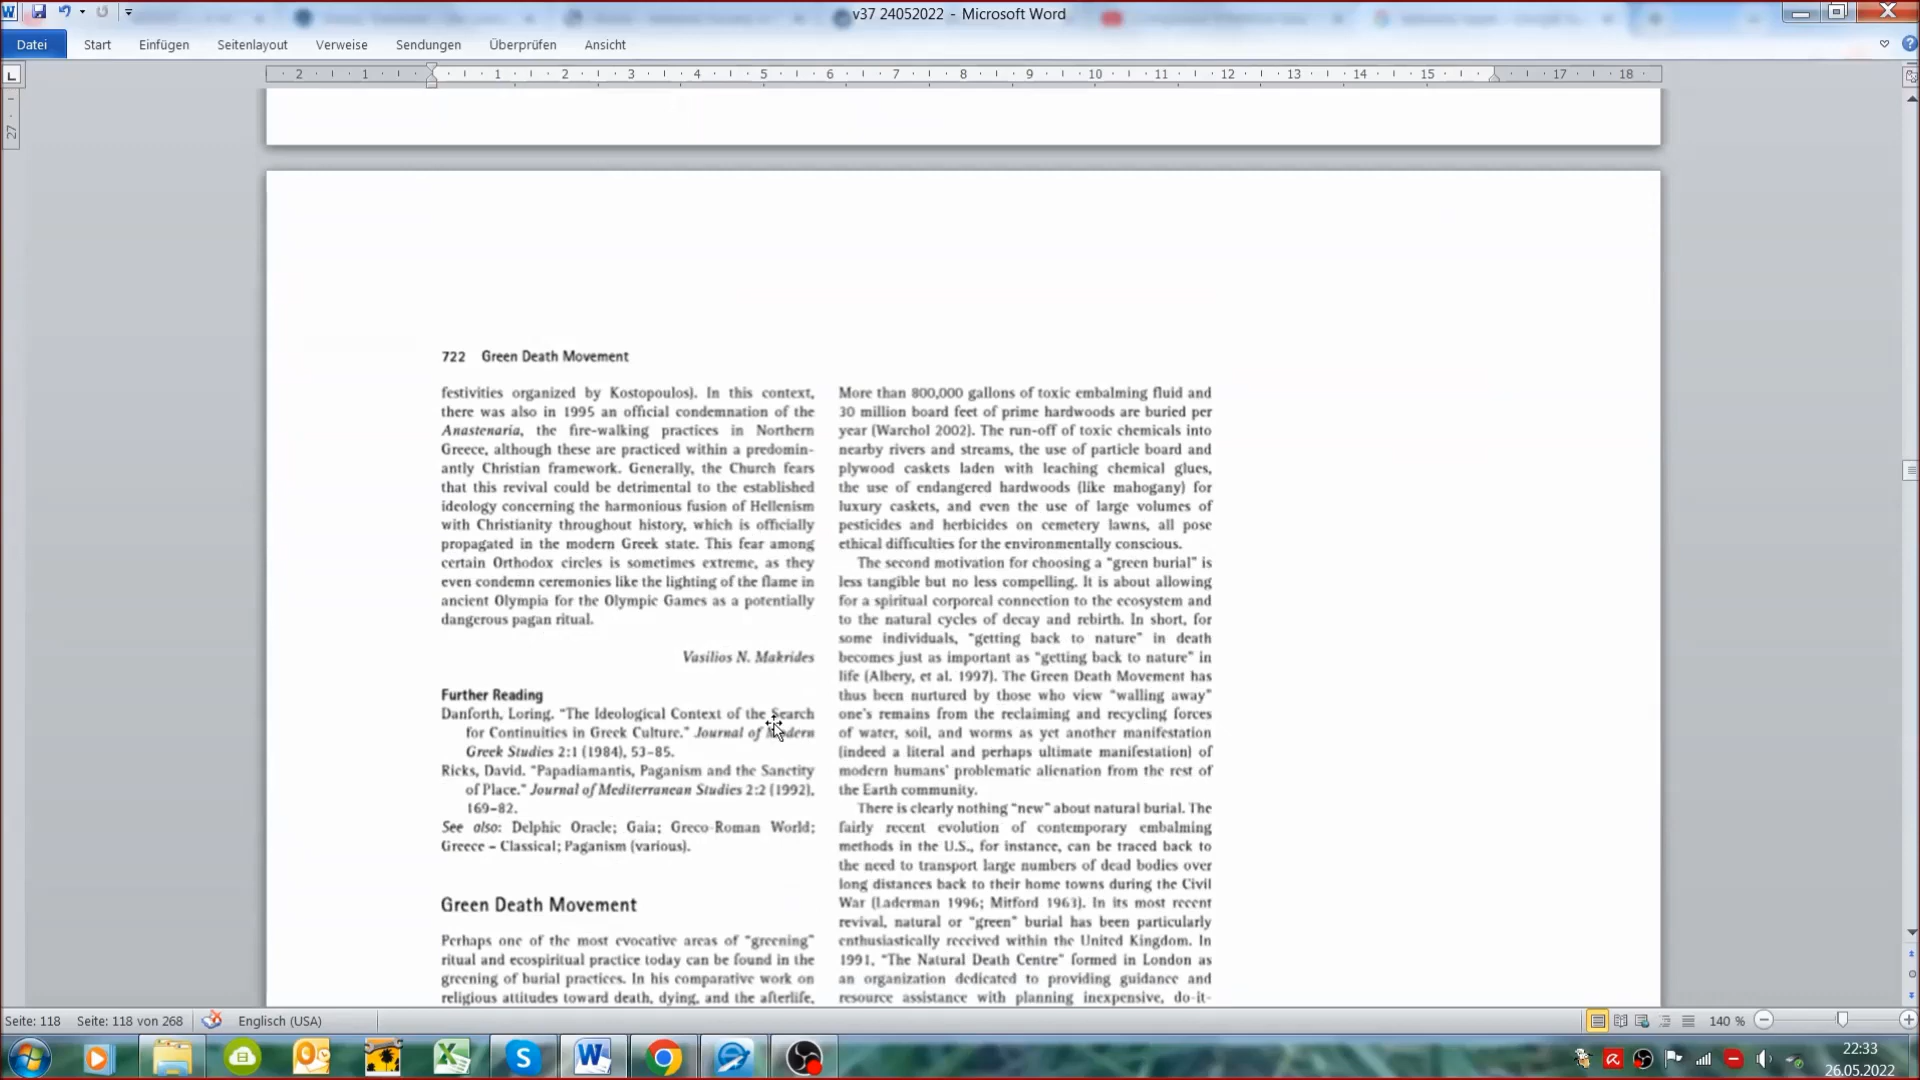 v37 24052022 - Microsoft Word
Datei Start Einfügen Seitenlayout Verweise Sendungen Überprüfen Ansicht
2 1 1 2 3 4 5 6 7 8 9 10 11 12 13 14 15 17 18
27
722 Green Death Movement
festivities organized by Kostopoulos). In this context,
there was also in 1995 an official condemnation of the
Anastenaria, the fire-walking practices in Northern
Greece, although these are practiced within a predomin-
antly Christian framework. Generally, the Church fears
that this revival could be detrimental to the established
ideology concerning the harmonious fusion of Hellenism
with Christianity throughout history, which is officially
propagated in the modern Greek state. This fear among
certain Orthodox circles is sometimes extreme, as they
even condemn ceremonies like the lighting of the flame in
ancient Olympia for the Olympic Games as a potentially
dangerous pagan ritual.
Vasilios N. Makrides
Further Reading
Danforth, Loring. "The Ideological Context of the Search
for Continuities in Greek Culture." Journal of Modern
Greek Studies 2:1 (1984), 53–85.
Ricks, David. "Papadiamantis, Paganism and the Sanctity
of Place." Journal of Mediterranean Studies 2:2 (1992),
169–82.
See also: Delphic Oracle; Gaia; Greco-Roman World;
Greece – Classical; Paganism (various).
Green Death Movement
Perhaps one of the most evocative areas of "greening"
ritual and ecospiritual practice today can be found in the
greening of burial practices. In his comparative work on
religious attitudes toward death, dying, and the afterlife,
More than 800,000 gallons of toxic embalming fluid and
30 million board feet of prime hardwoods are buried per
year (Warchol 2002). The run-off of toxic chemicals into
nearby rivers and streams, the use of particle board and
plywood caskets laden with leaching chemical glues,
the use of endangered hardwoods (like mahogany) for
luxury caskets, and even the use of large volumes of
pesticides and herbicides on cemetery lawns, all pose
ethical difficulties for the environmentally conscious.
The second motivation for choosing a "green burial" is
less tangible but no less compelling. It is about allowing
for a spiritual corporeal connection to the ecosystem and
to the natural cycles of decay and rebirth. In short, for
some individuals, "getting back to nature" in death
becomes just as important as "getting back to nature" in
life (Albery, et al. 1997). The Green Death Movement has
thus been nurtured by those who view "walling away"
one's remains from the reclaiming and recycling forces
of water, soil, and worms as yet another manifestation
(indeed a literal and perhaps ultimate manifestation) of
modern humans' problematic alienation from the rest of
the Earth community.
There is clearly nothing "new" about natural burial. The
fairly recent evolution of contemporary embalming
methods in the U.S., for instance, can be traced back to
the need to transport large numbers of dead bodies over
long distances back to their home towns during the Civil
War (Laderman 1996; Mitford 1963). In its most recent
revival, natural or "green" burial has been particularly
enthusiastically received within the United Kingdom. In
1991, "The Natural Death Centre" formed in London as
an organization dedicated to providing guidance and
resource assistance with planning inexpensive, do-it-
Seite: 118 Seite: 118 von 268 Englisch (USA) 140 %
22:33
26.05.2022